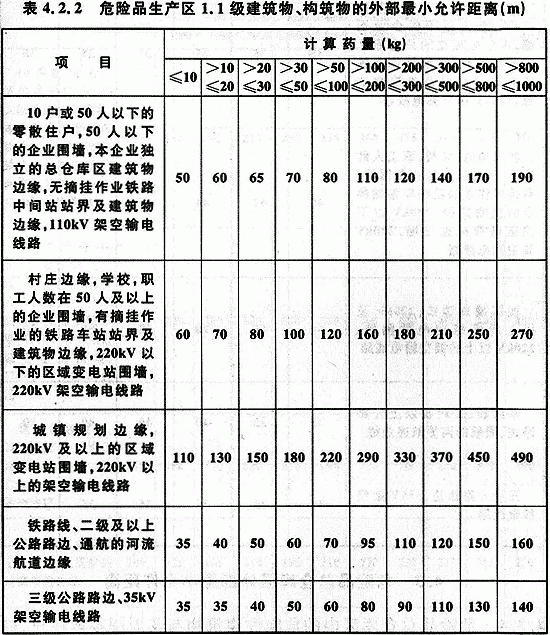 表 4.2.2 危险品生产区 1.1 级建筑物、构筑物的外部最小允许距离(m)
项 目
计 算 药 量 (kg)
≤10
>10
≤20
>20
≤30
>30
≤50
>50
≤100
>100
≤200
>200
≤300
>300
≤500
>500
≤800
>800
≤1000
10 户或 50 人以下的
零散住户,50 人以下
的企业围墙,本企业独
立的总仓库区建筑物
边缘,无摘挂作业铁路
中间站站界及建筑物
边缘,110kV 架空输电
线路
50 60 65 70 80 110 120 140 170 190
村庄边缘,学校,职
工人数在 50 人及以上
的企业围墙,有摘挂作
业的铁路车站站界及
建筑物边缘,220kV 以
下的区域变电站围墙,
220kV 架空输电线路
60 70 80 100 120 160 180 210 250 270
城镇规划边缘,
220kV 及以上的区域
变电站围墙,220kV 以
上的架空输电线路
110 130 150 180 220 290 330 370 450 490
铁路线、二级及以上
公路路边、通航的河流
航道边缘
35 40 50 60 70 95 110 120 150 160
三级公路路边、35kV
架空输电线路
35 35 40 50 60 80 90 110 130 140